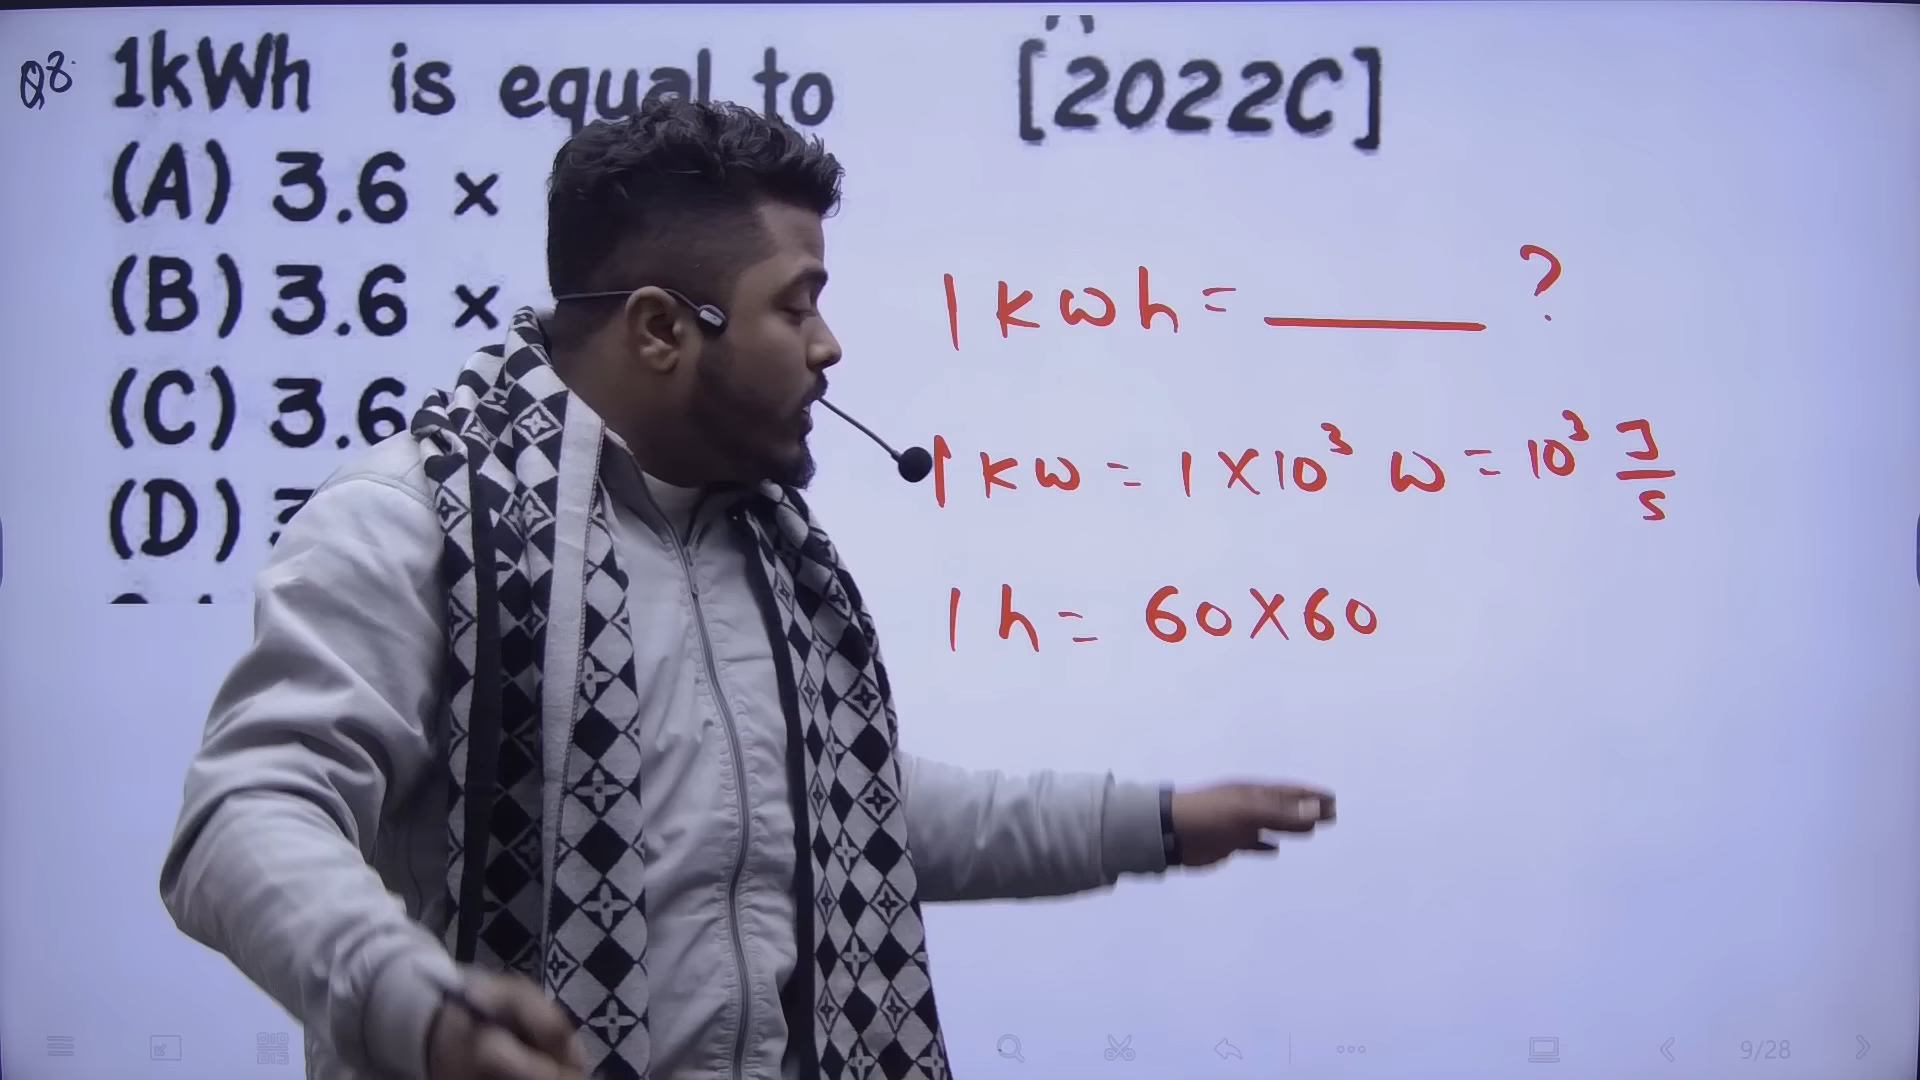 Q8. 1kWh is equal to [2022C]
(A) 3.6 ×
(B) 3.6 ×
(C) 3.6
(D)
1 kwh = ______ ?
1 kw = 1 X 10³ w = 10³ J/s
1 h = 60 X 60
9/28